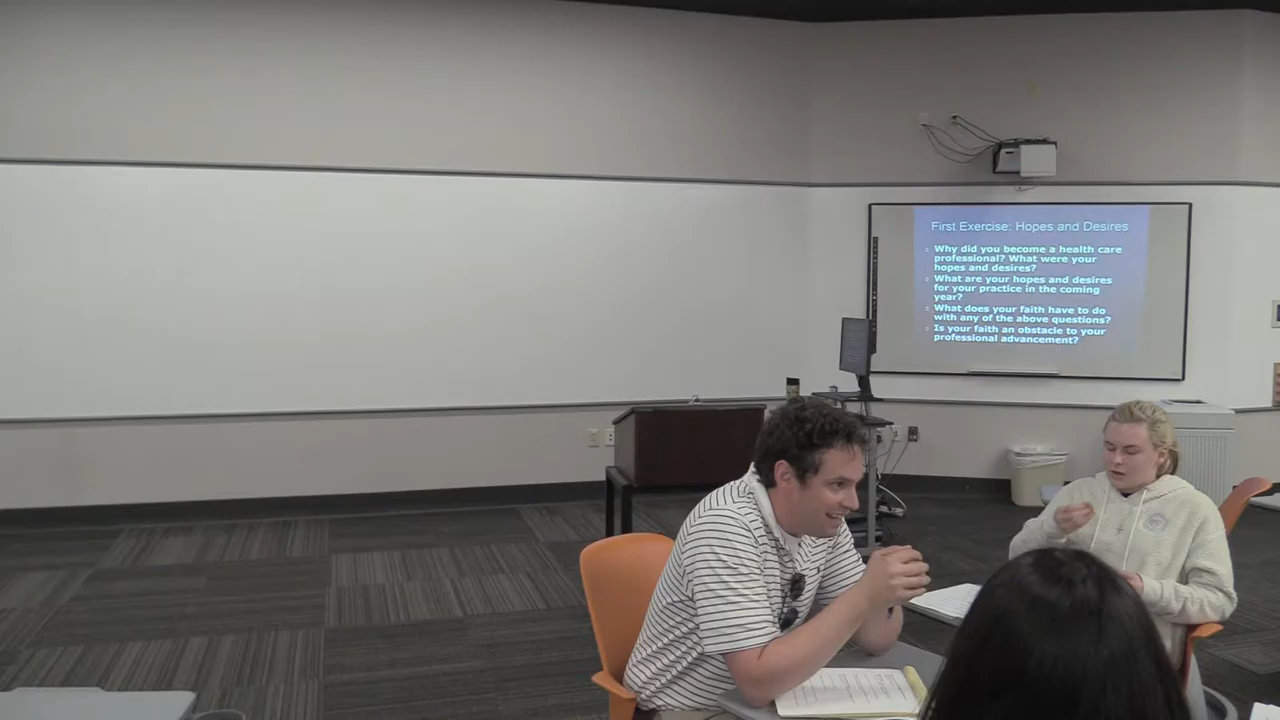 First Exercise: Hopes and Desires
Why did you become a health care
professional? What were your
hopes and desires?
What are your hopes and desires
for your practice in the coming
year?
What does your faith have to do
with any of the above questions?
Is your faith an obstacle to your
professional advancement?